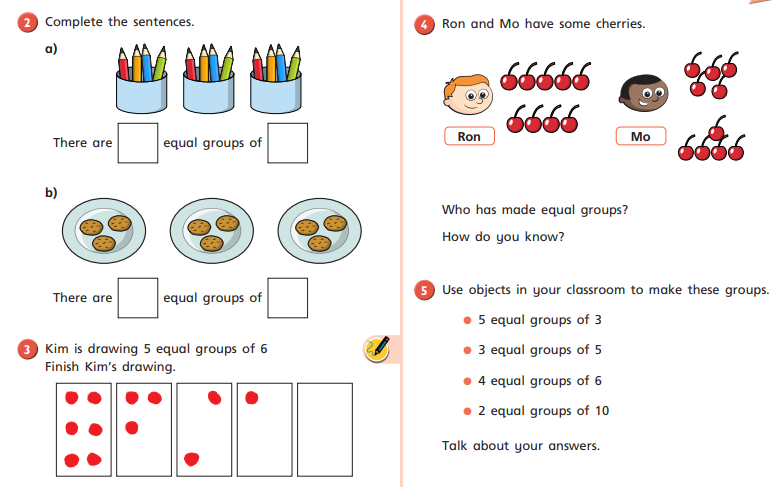 2 Complete the sentences.
a)
There are equal groups of
b)
There are equal groups of
3 Kim is drawing 5 equal groups of 6
Finish Kim's drawing.
4 Ron and Mo have some cherries.
Ron
Mo
Who has made equal groups?
How do you know?
5 Use objects in your classroom to make these groups.
• 5 equal groups of 3
• 3 equal groups of 5
• 4 equal groups of 6
• 2 equal groups of 10
Talk about your answers.